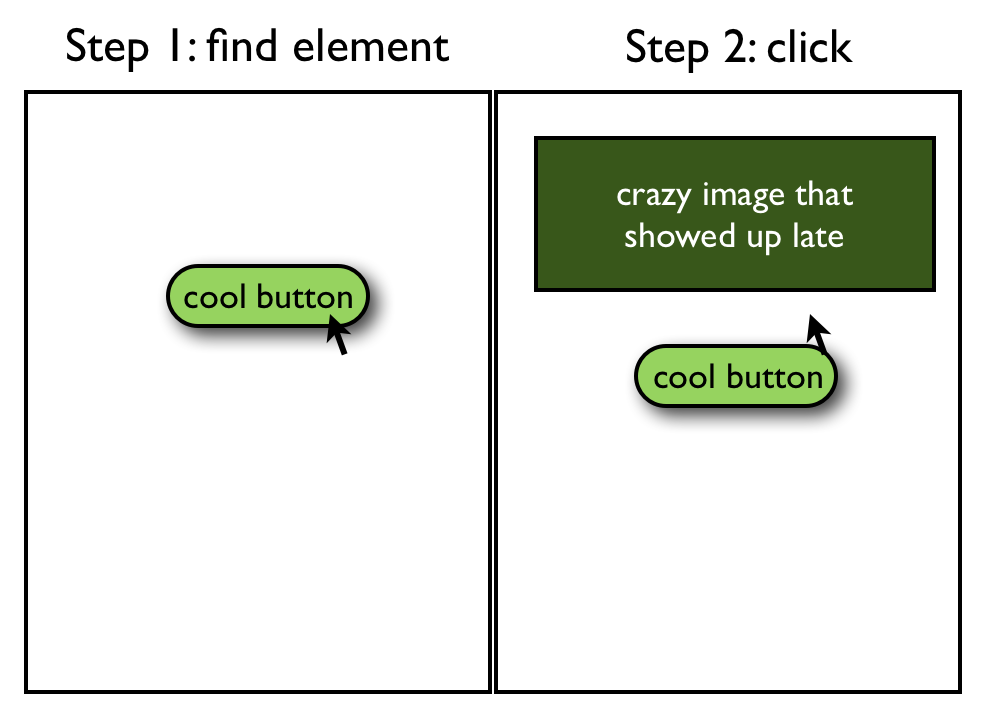 Step 1: find element
Step 2: click
cool button
crazy image that
showed up late
cool button